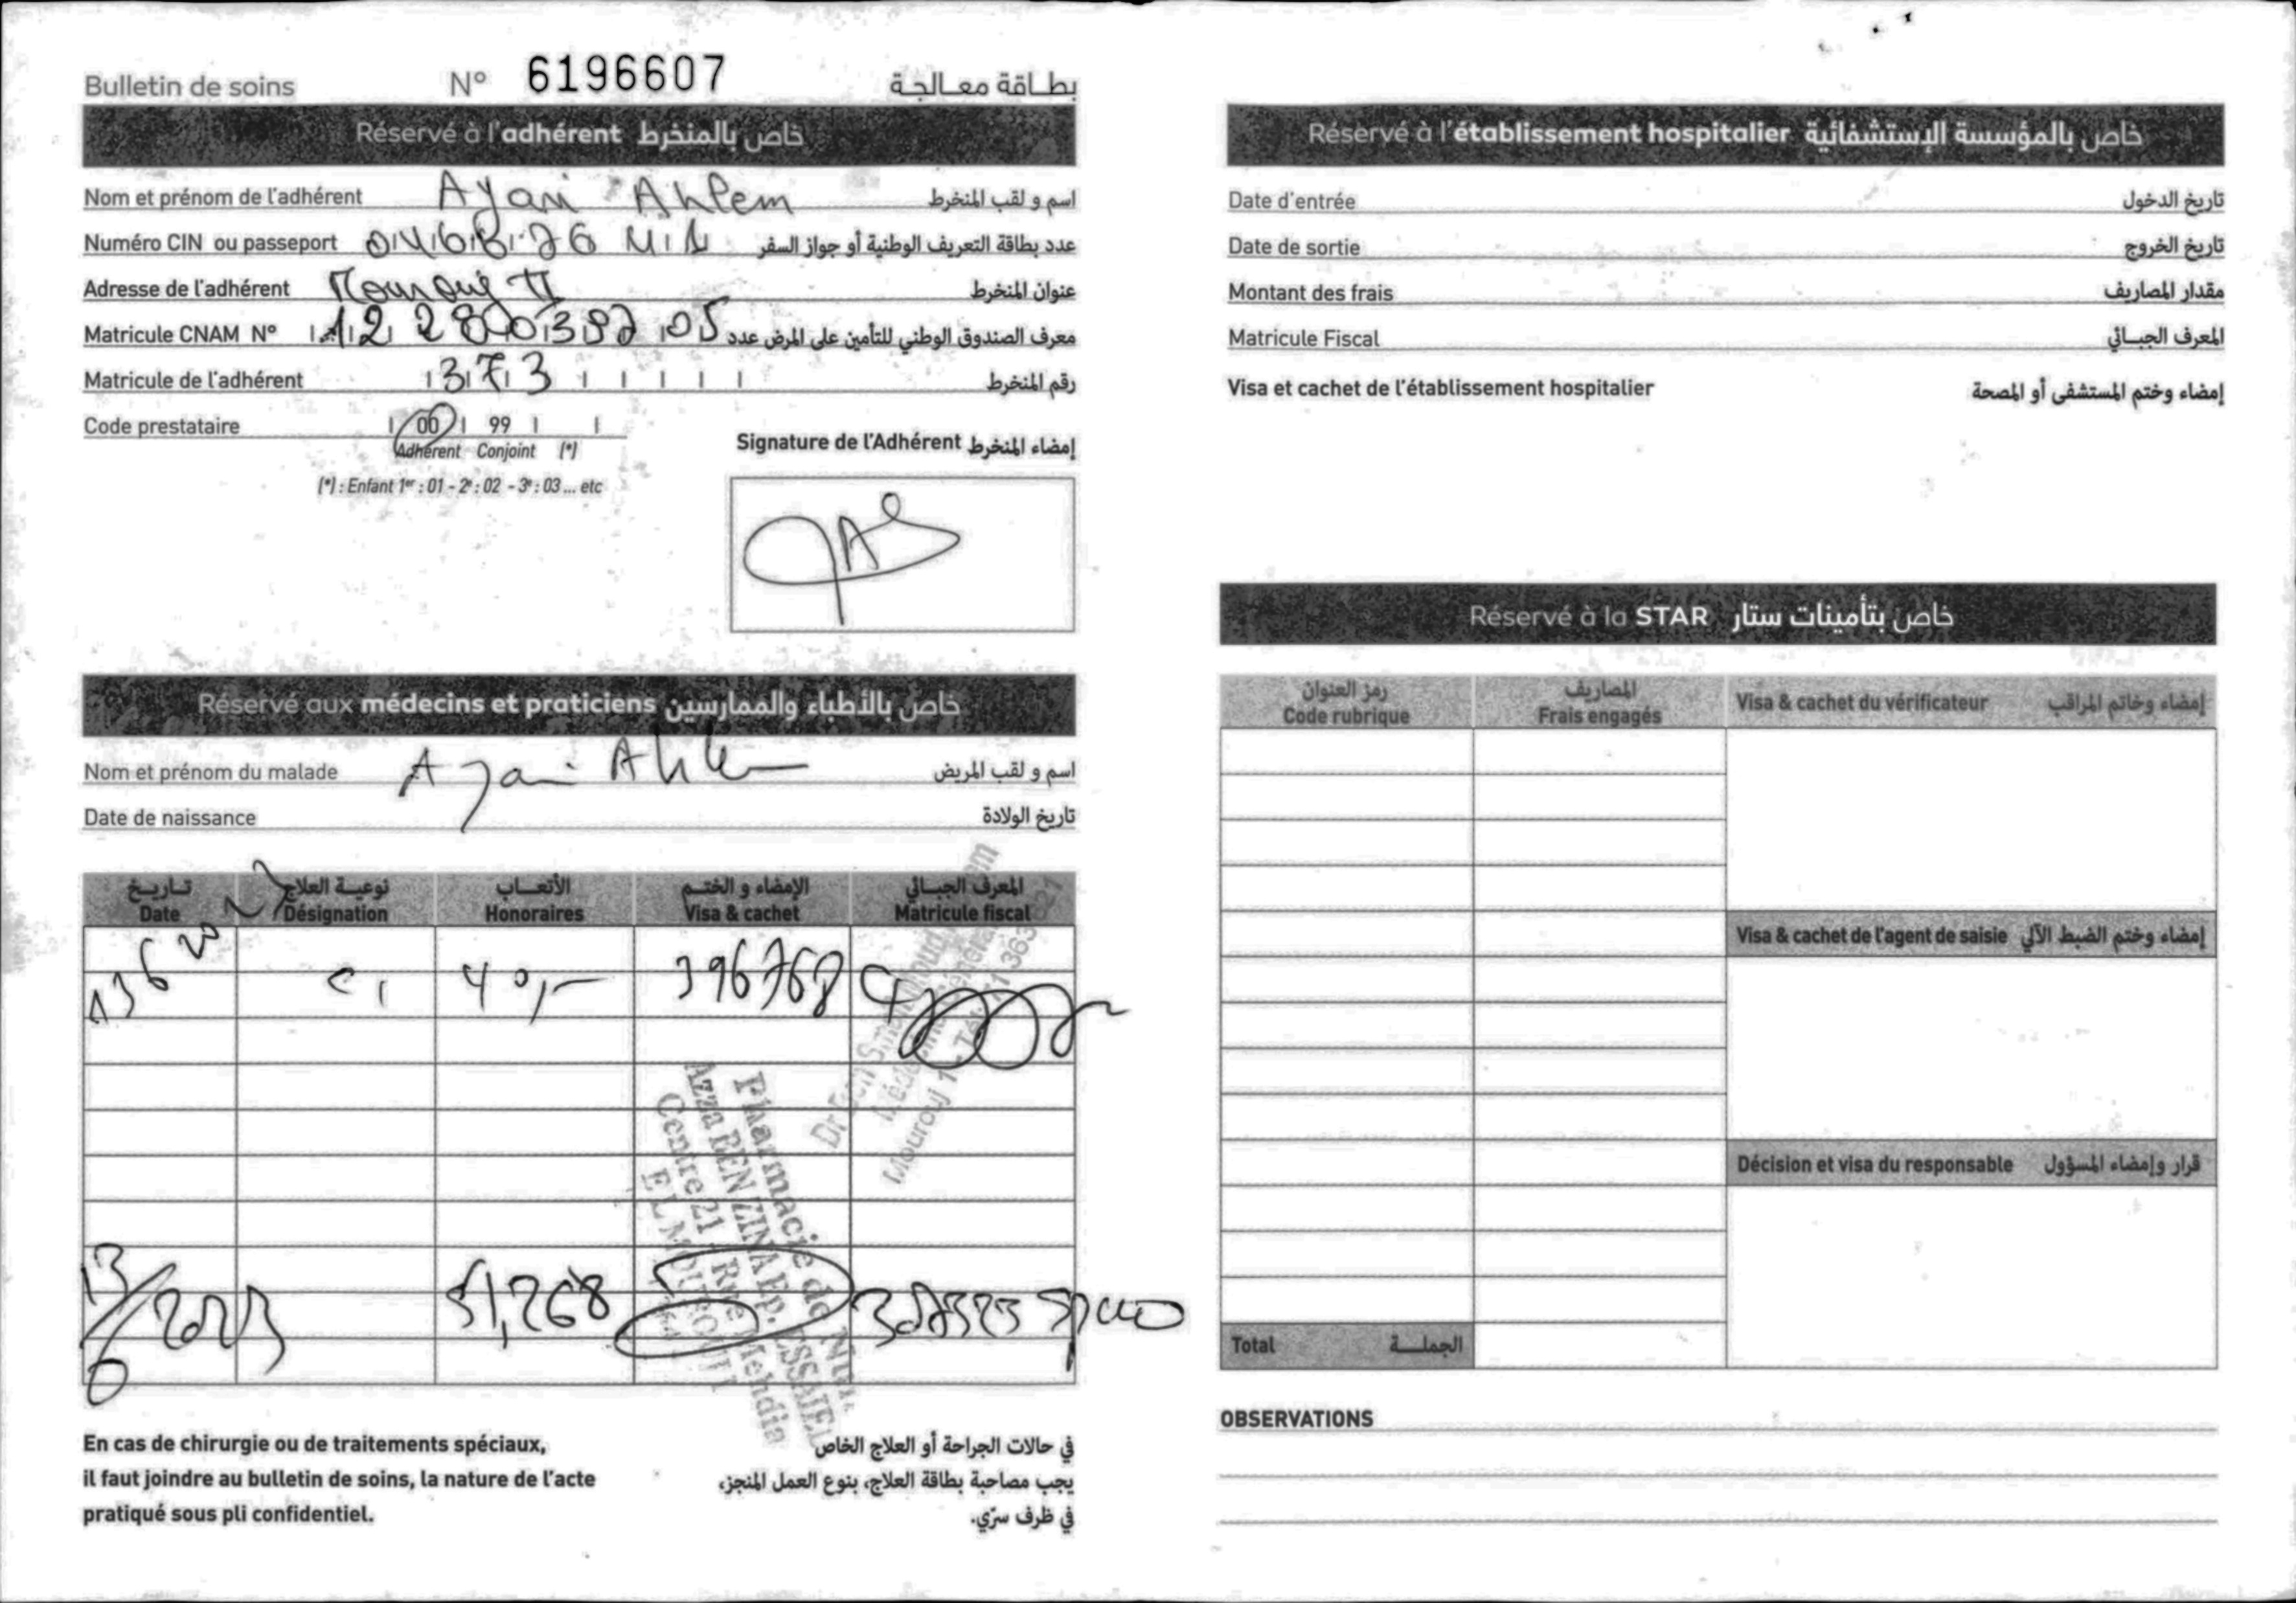 Bulletin de soins N° 6196607 بطاقة معالجة
Réservé à l'adhérent خاص بالمنخرط
Nom et prénom de l'adhérent Ayari Ahlem اسم و لقب المنخرط
Numéro CIN ou passeport عدد بطاقة التعريف الوطنية أو جواز السفر
Adresse de l'adhérent Mourouj II عنوان المنخرط
Matricule CNAM N° معرف الصندوق الوطني للتأمين على المرض عدد
Matricule de l'adhérent 373 رقم المنخرط
Code prestataire 00 99
Adhérent Conjoint (*)
(*) : Enfant 1er : 01 - 2e : 02 - 3e : 03 ... etc
Signature de l'Adhérent إمضاء المنخرط
Réservé aux médecins et praticiens خاص بالأطباء والممارسين
Nom et prénom du malade Ayari Ahlem اسم و لقب المريض
Date de naissance تاريخ الولادة
تاريخ نوعية العلاج الأتعاب الإمضاء و الختم المعرف الجبائي
Date Désignation Honoraires Visa & cachet Matricule fiscal
13 6 2023 C1 40,- 396768
Médecine Générale
Mourouj 1 - Tél: 71 363
Pharmacie de Nuit
Azza BEN ZINA Ep. ESSAIEL
Centre 21 Rue Mehdia
EL MOUROUJ 1
13/6/2023 51,268
En cas de chirurgie ou de traitements spéciaux,
il faut joindre au bulletin de soins, la nature de l'acte
pratiqué sous pli confidentiel.
في حالات الجراحة أو العلاج الخاص
يجب مصاحبة بطاقة العلاج، بنوع العمل المنجز،
في ظرف سرّي.
Réservé à l'établissement hospitalier خاص بالمؤسسة الإستشفائية
Date d'entrée تاريخ الدخول
Date de sortie تاريخ الخروج
Montant des frais مقدار المصاريف
Matricule Fiscal المعرف الجبائي
Visa et cachet de l'établissement hospitalier إمضاء وختم المستشفى أو المصحة
Réservé à la STAR خاص بتأمينات ستار
رمز العنوان المصاريف
Code rubrique Frais engagés Visa & cachet du vérificateur إمضاء وخاتم المراقب
Visa & cachet de l'agent de saisie إمضاء وختم الضبط الآلي
Décision et visa du responsable قرار وإمضاء المسؤول
Total الجملة
OBSERVATIONS